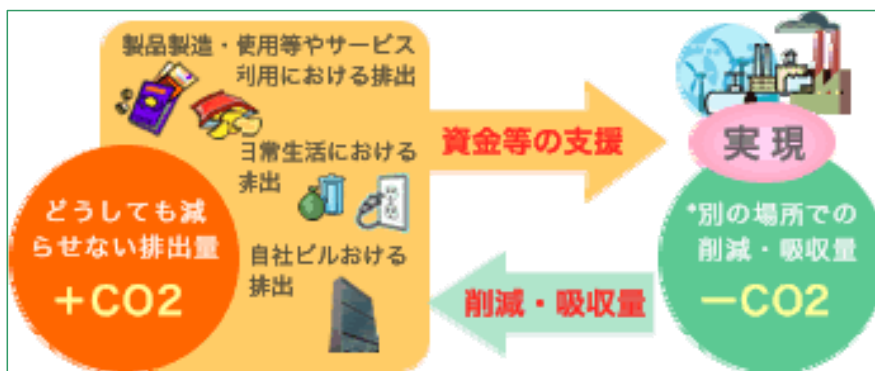 製品製造・使用等やサービス
利用における排出
日常生活における
排出
自社ビルおける
排出
どうしても減
らせない排出量
+CO2
資金等の支援
削減・吸収量
実現
*別の場所での
削減・吸収量
ーCO2